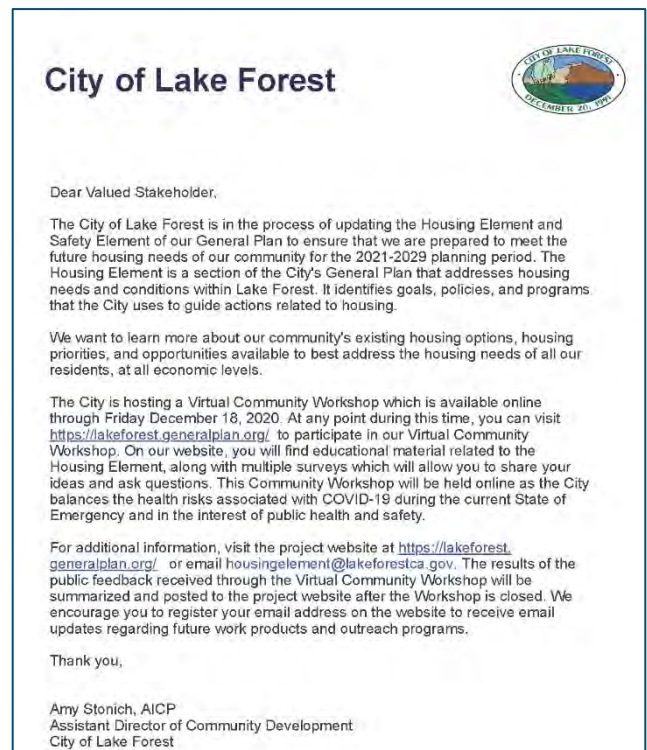 City of Lake Forest
CITY OF LAKE FOREST
DECEMBER 20, 1991
Dear Valued Stakeholder,
The City of Lake Forest is in the process of updating the Housing Element and
Safety Element of our General Plan to ensure that we are prepared to meet the
future housing needs of our community for the 2021-2029 planning period. The
Housing Element is a section of the City's General Plan that addresses housing
needs and conditions within Lake Forest. It identifies goals, policies, and programs
that the City uses to guide actions related to housing.
We want to learn more about our community's existing housing options, housing
priorities, and opportunities available to best address the housing needs of all our
residents, at all economic levels.
The City is hosting a Virtual Community Workshop which is available online
through Friday December 18, 2020. At any point during this time, you can visit
https://lakeforest.generalplan.org/ to participate in our Virtual Community
Workshop. On our website, you will find educational material related to the
Housing Element, along with multiple surveys which will allow you to share your
ideas and ask questions. This Community Workshop will be held online as the City
balances the health risks associated with COVID-19 during the current State of
Emergency and in the interest of public health and safety.
For additional information, visit the project website at https://lakeforest.
generalplan.org/ or email housingelement@lakeforestca.gov. The results of the
public feedback received through the Virtual Community Workshop will be
summarized and posted to the project website after the Workshop is closed. We
encourage you to register your email address on the website to receive email
updates regarding future work products and outreach programs.
Thank you,
Amy Stonich, AICP
Assistant Director of Community Development
City of Lake Forest